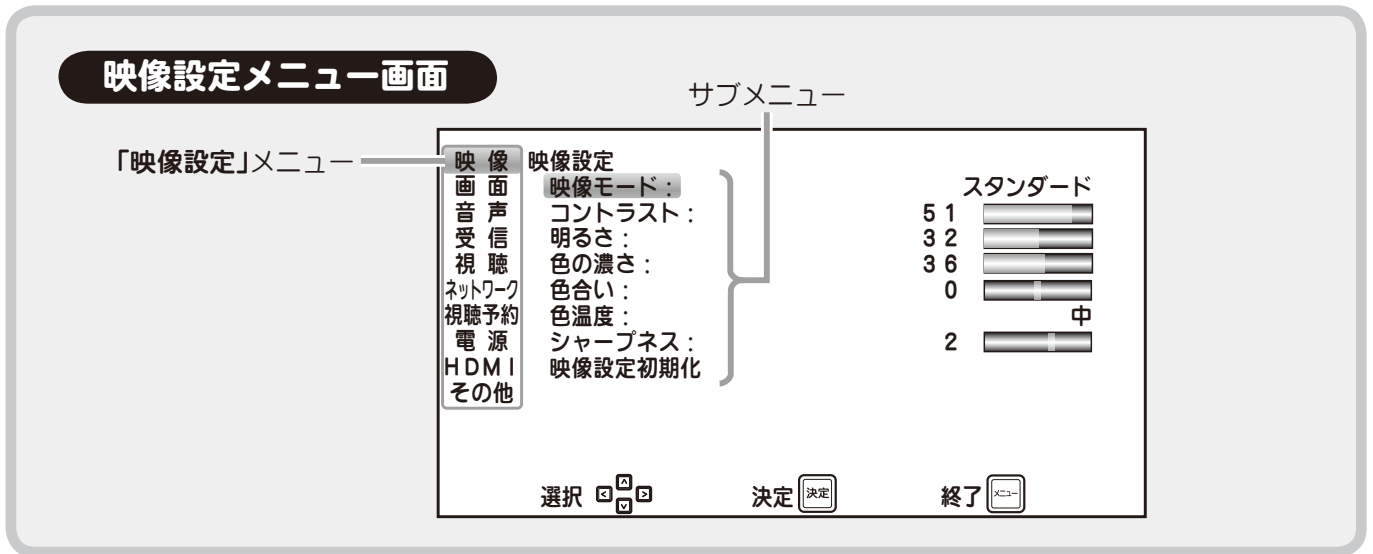 映像設定メニュー画面
サブメニュー
「映像設定」メニュー
映 像 映像設定
画 面 映像モード： スタンダード
音 声 コントラスト： 51
受 信 明るさ： 32
視 聴 色の濃さ： 36
ネットワーク 色合い： 0
視聴予約 色温度： 中
電 源 シャープネス： 2
HDMI 映像設定初期化
その他
選択 決定 決定 終了 メニュー